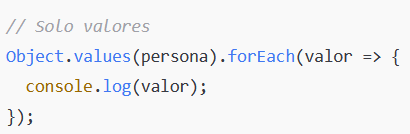 // Solo valores
Object.values(persona).forEach(valor => {
  console.log(valor);
});